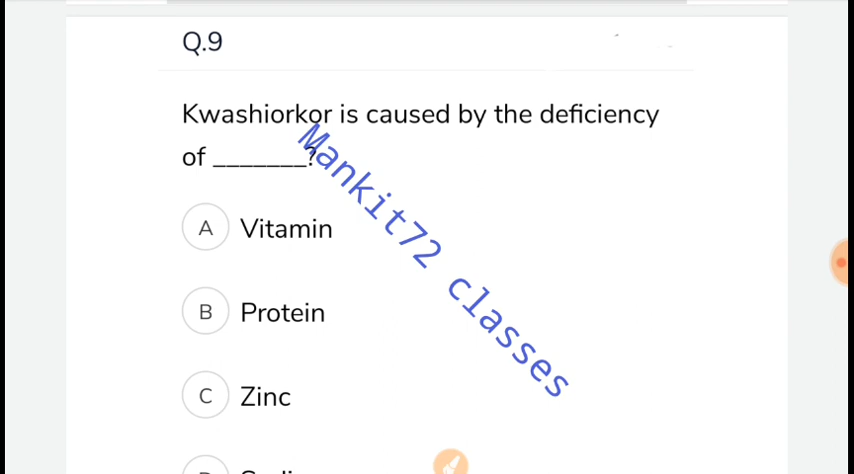 Q.9
Kwashiorkor is caused by the deficiency
of _______?
A Vitamin
B Protein
C Zinc
Mankit72 classes